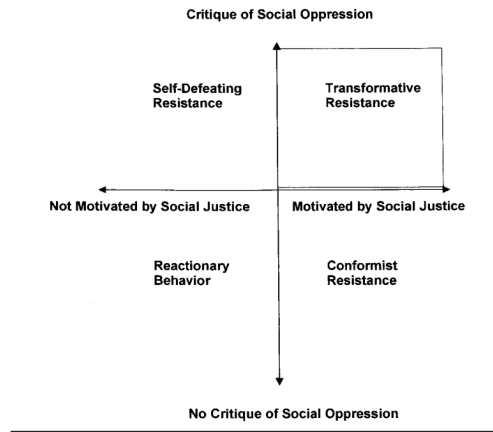 Critique of Social Oppression
Self-Defeating
Resistance
Transformative
Resistance
Not Motivated by Social Justice
Motivated by Social Justice
Reactionary
Behavior
Conformist
Resistance
No Critique of Social Oppression